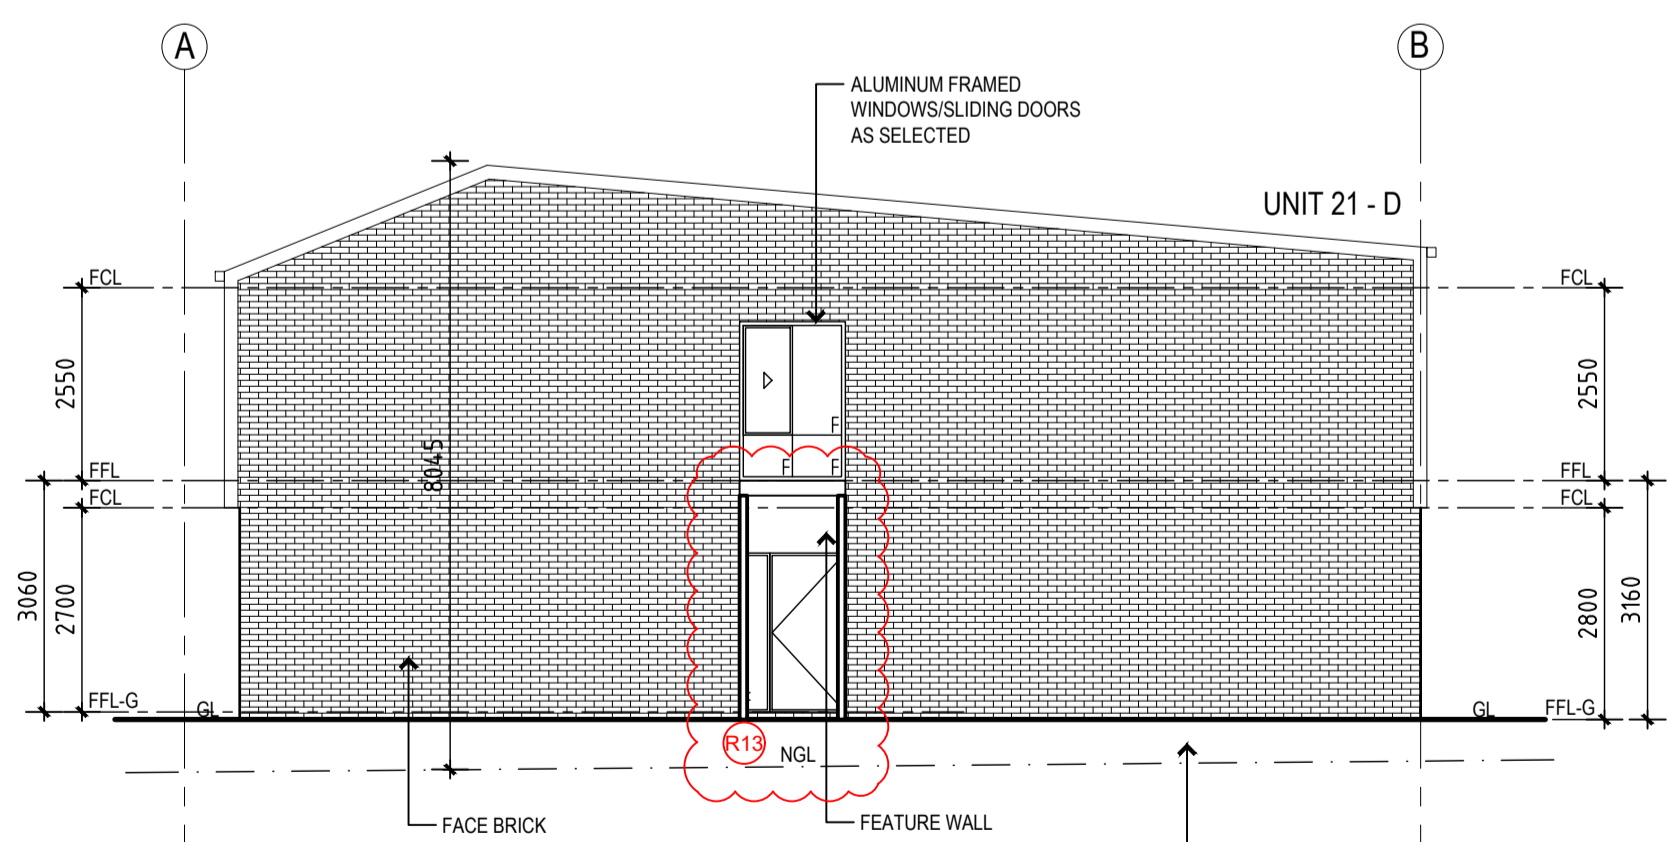 A
B
ALUMINUM FRAMED
WINDOWS/SLIDING DOORS
AS SELECTED
UNIT 21 - D
FCL
FCL
2550
2550
8045
F
F
F
FFL
FFL
FCL
FCL
3060
2700
2800
3160
FFL-G
GL
GL
FFL-G
R13
NGL
FACE BRICK
FEATURE WALL